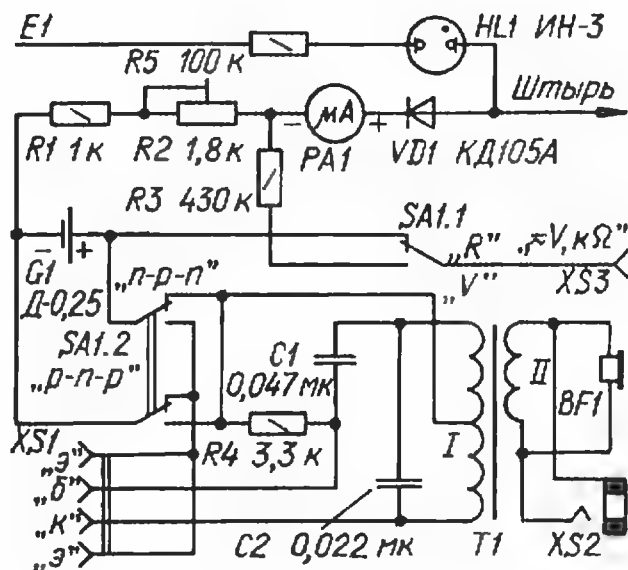 E1
HL1 ИН-3
R5 100 к
Штырь
R1 1к
R2 1,8 к
− мА +
PA1
VD1 КД105А
R3 430 к
SA1.1
„R"
„≂V, кΩ"
− +
G1
Д-0,25
„n-p-n"
„V"
XS3
SA1.2
„p-n-p"
C1
0,047 мк
II
BF1
XS1
R4 3,3 к
I
„Э"
„Б"
„К"
„Э"
C2 0,022 мк
T1
XS2